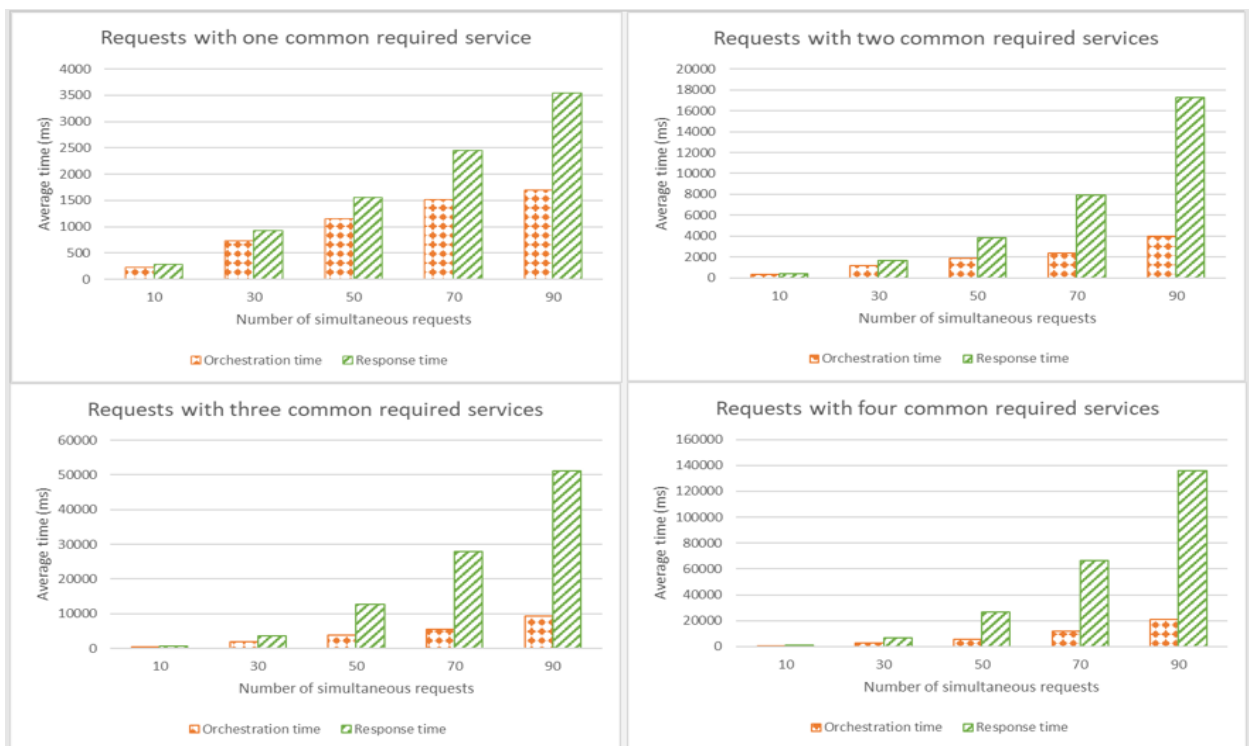 Requests with one common required service
4000
3500
3000
2500
2000
1500
1000
500
0
Average time (ms)
10 30 50 70 90
Number of simultaneous requests
Orchestration time Response time
Requests with two common required services
20000
18000
16000
14000
12000
10000
8000
6000
4000
2000
0
Average time (ms)
10 30 50 70 90
Number of simultaneous requests
Orchestration time Response time
Requests with three common required services
60000
50000
40000
30000
20000
10000
0
Average time (ms)
10 30 50 70 90
Number of simultaneous requests
Orchestration time Response time
Requests with four common required services
160000
140000
120000
100000
80000
60000
40000
20000
0
Average time (ms)
10 30 50 70 90
Number of simultaneous requests
Orchestration time Response time